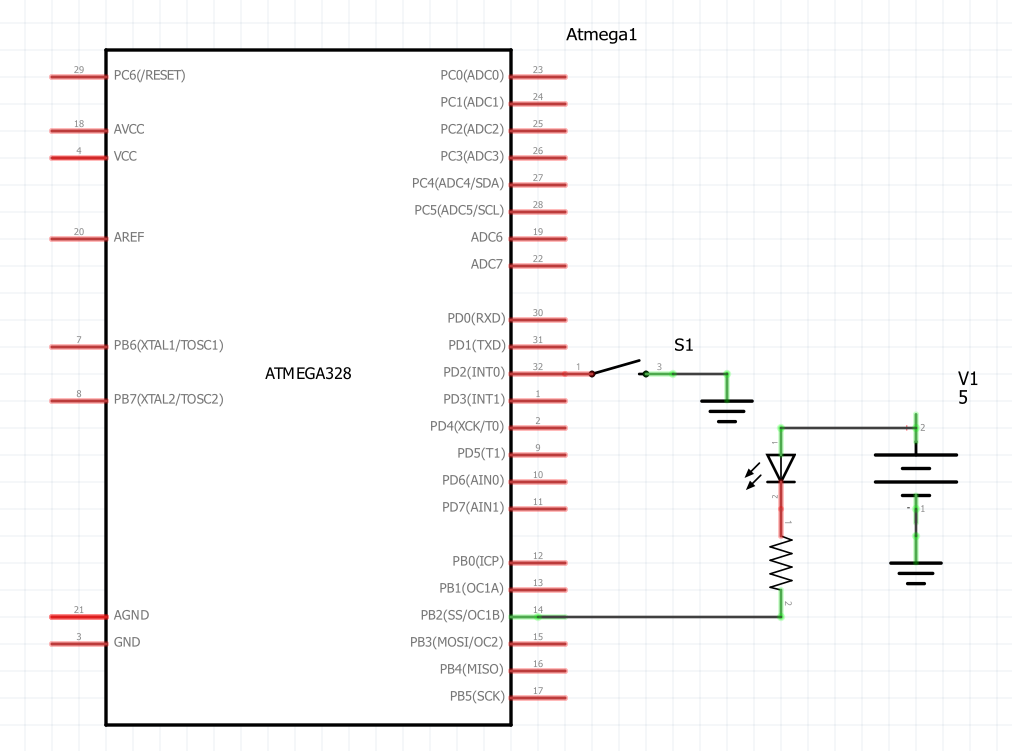 Atmega1
29 PC6(/RESET) PC0(ADC0) 23
PC1(ADC1) 24
18 AVCC PC2(ADC2) 25
4 VCC PC3(ADC3) 26
PC4(ADC4/SDA) 27
PC5(ADC5/SCL) 28
20 AREF ADC6 19
ADC7 22
PD0(RXD) 30
7 PB6(XTAL1/TOSC1) PD1(TXD) 31
S1
ATMEGA328 PD2(INT0) 32 1 3
V1
5
8 PB7(XTAL2/TOSC2) PD3(INT1) 1
PD4(XCK/T0) 2
2
1
PD5(T1) 9
PD6(AIN0) 10
2
PD7(AIN1) 11
1
1
PB0(ICP) 12
PB1(OC1A) 13
2
21 AGND PB2(SS/OC1B) 14
3 GND PB3(MOSI/OC2) 15
PB4(MISO) 16
PB5(SCK) 17